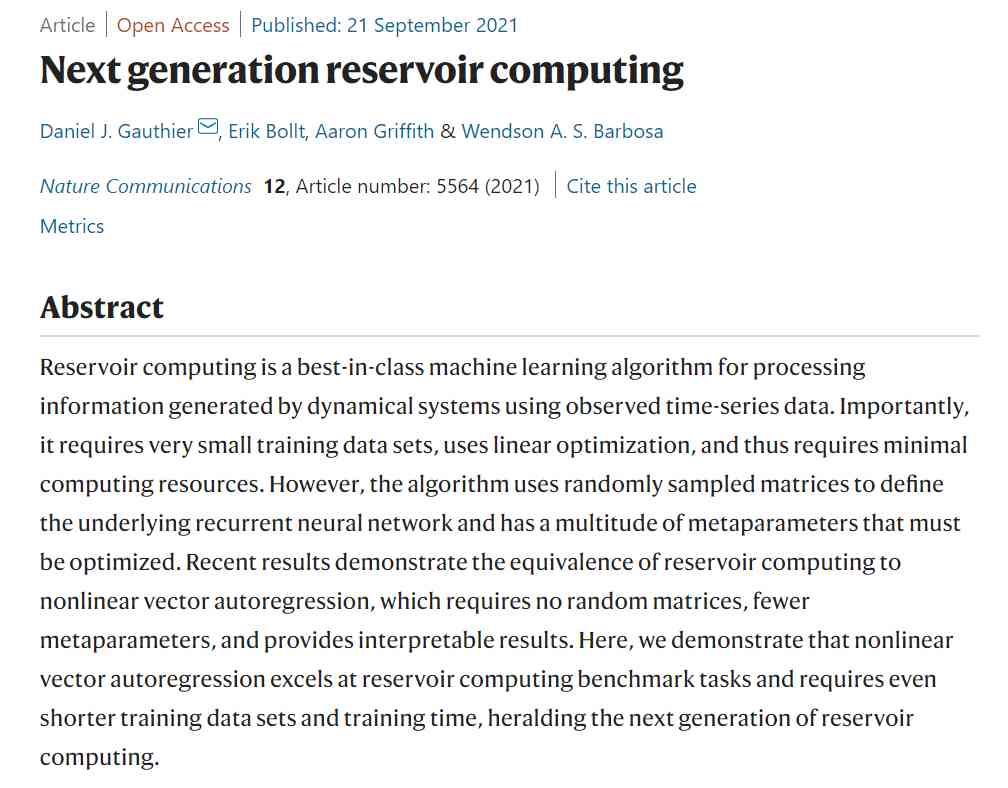 Article | Open Access | Published: 21 September 2021
Next generation reservoir computing
Daniel J. Gauthier, Erik Bollt, Aaron Griffith & Wendson A. S. Barbosa
Nature Communications 12, Article number: 5564 (2021) | Cite this article
Metrics
Abstract
Reservoir computing is a best-in-class machine learning algorithm for processing
information generated by dynamical systems using observed time-series data. Importantly,
it requires very small training data sets, uses linear optimization, and thus requires minimal
computing resources. However, the algorithm uses randomly sampled matrices to define
the underlying recurrent neural network and has a multitude of metaparameters that must
be optimized. Recent results demonstrate the equivalence of reservoir computing to
nonlinear vector autoregression, which requires no random matrices, fewer
metaparameters, and provides interpretable results. Here, we demonstrate that nonlinear
vector autoregression excels at reservoir computing benchmark tasks and requires even
shorter training data sets and training time, heralding the next generation of reservoir
computing.